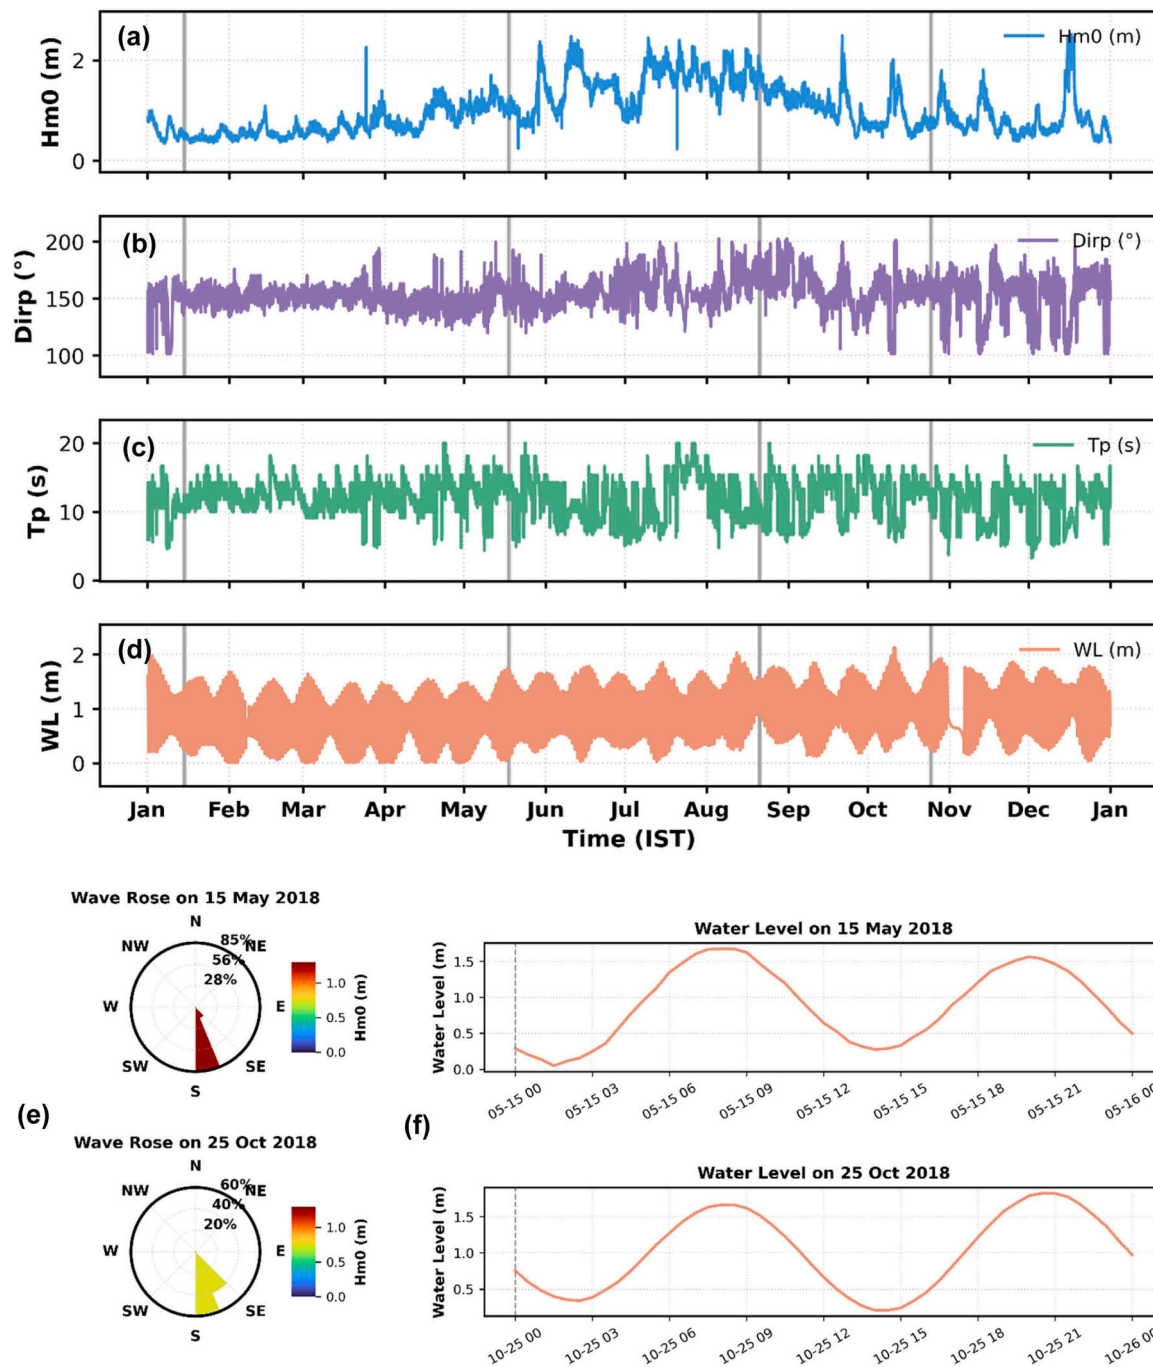 (a)
Hm0 (m)
2
0
Hm0 (m)
(b)
Dirp (°)
200
150
100
Dirp (°)
(c)
Tp (s)
20
10
0
Tp (s)
(d)
WL (m)
2
1
0
WL (m)
Jan Feb Mar Apr May Jun Jul Aug Sep Oct Nov Dec Jan
Time (IST)
Wave Rose on 15 May 2018
N
NE
E
SE
S
SW
W
NW
85%
56%
28%
1.0
0.5
0.0
Hm0 (m)
Water Level on 15 May 2018
Water Level (m)
1.5
1.0
0.5
0.0
05-15 00 05-15 03 05-15 06 05-15 09 05-15 12 05-15 15 05-15 18 05-15 21 05-16 00
(e)
(f)
Wave Rose on 25 Oct 2018
N
NE
E
SE
S
SW
W
NW
60%
40%
20%
1.0
0.5
0.0
Hm0 (m)
Water Level on 25 Oct 2018
Water Level (m)
1.5
1.0
0.5
10-25 00 10-25 03 10-25 06 10-25 09 10-25 12 10-25 15 10-25 18 10-25 21 10-26 00